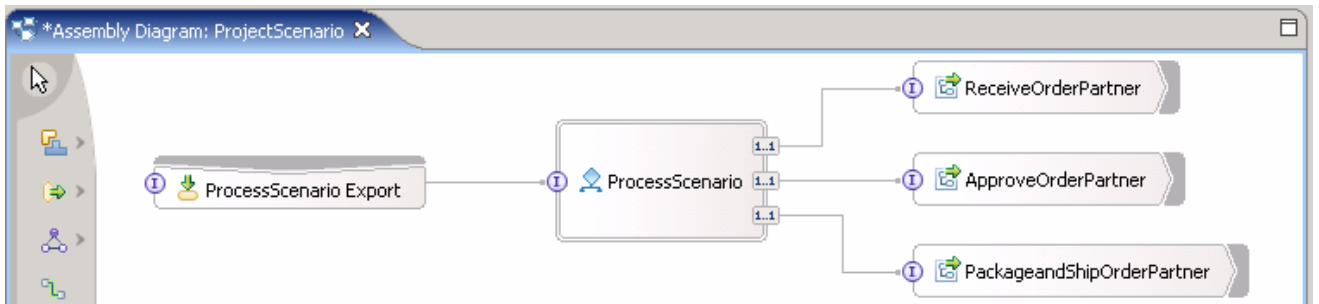 *Assembly Diagram: ProjectScenario
ReceiveOrderPartner
1..1
ProcessScenario Export
ProcessScenario
1..1
ApproveOrderPartner
1..1
PackageandShipOrderPartner